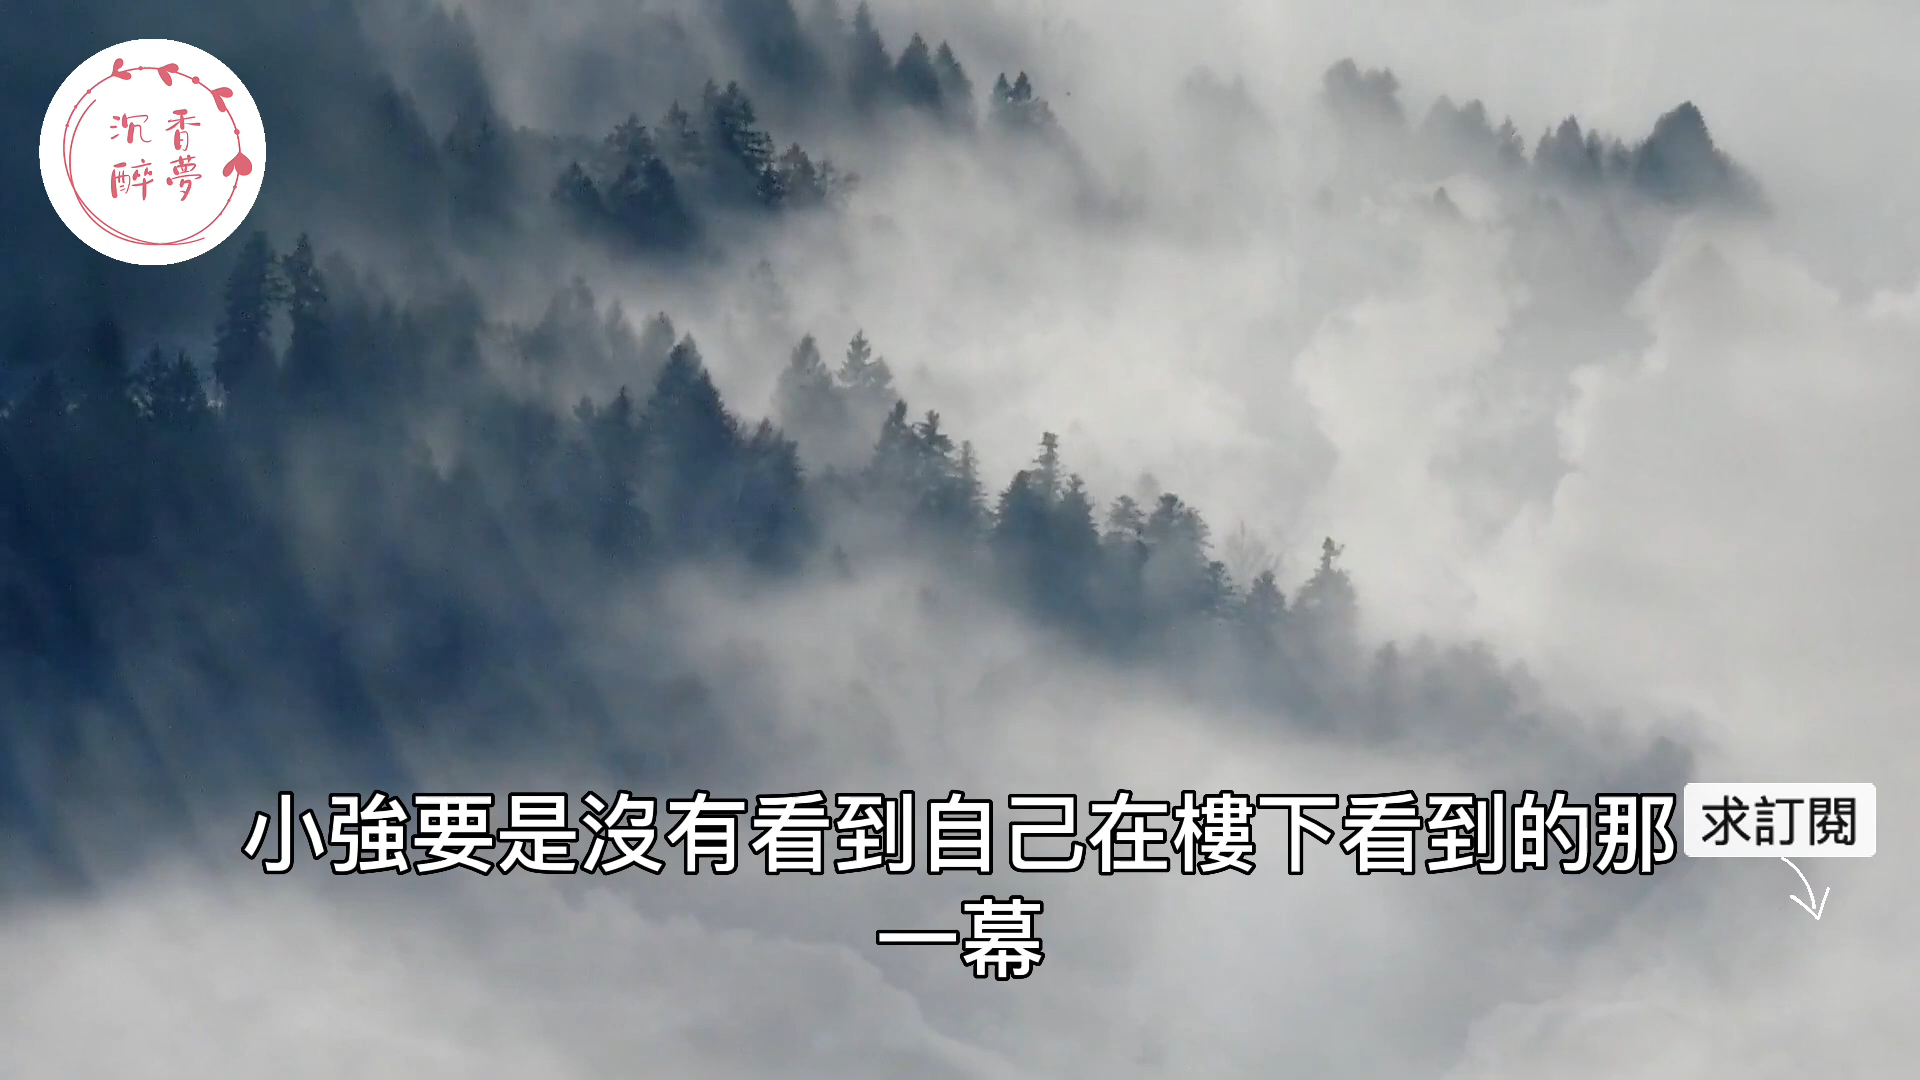 沉香
醉夢
小強要是沒有看到自己在樓下看到的那
一幕
求訂閱